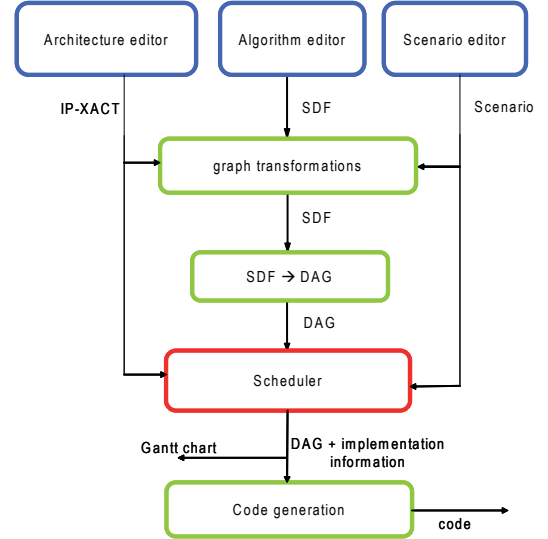 Architecture editor
Algorithm editor
Scenario editor
IP-XACT
SDF
Scenario
graph transformations
SDF
SDF → DAG
DAG
Scheduler
Gantt chart
DAG + implementation
information
Code generation
code